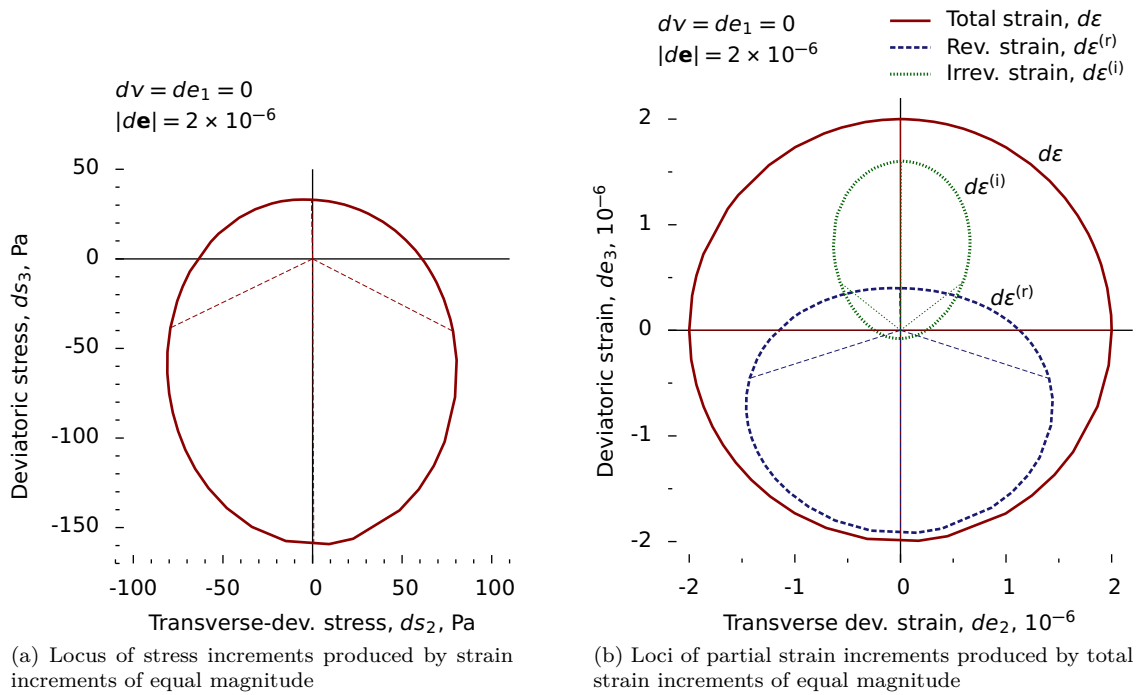 dv = de₁ = 0
|de| = 2 × 10⁻⁶
50
0
-50
-100
-150
Deviatoric stress, ds₃, Pa
-100 -50 0 50 100
Transverse-dev. stress, ds₂, Pa
(a) Locus of stress increments produced by strain
increments of equal magnitude
dv = de₁ = 0
|de| = 2 × 10⁻⁶
Total strain, dε
Rev. strain, dε⁽ʳ⁾
Irrev. strain, dε⁽ⁱ⁾
2
1
0
-1
-2
Deviatoric strain, de₃, 10⁻⁶
dε
dε⁽ⁱ⁾
dε⁽ʳ⁾
-2 -1 0 1 2
Transverse dev. strain, de₂, 10⁻⁶
(b) Loci of partial strain increments produced by total
strain increments of equal magnitude